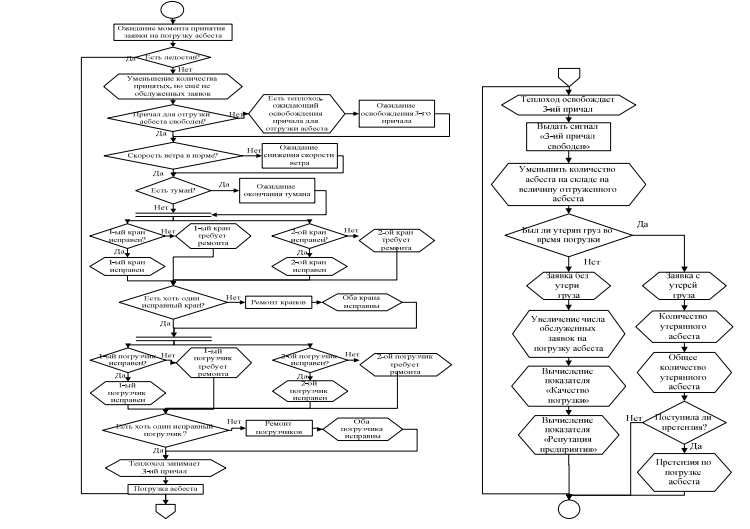 Ожидание момента принятия
заявки на погрузку асбеста
Есть ледостав?
Да
Нет
Уменьшение количества
принятых, но ещё не
обслуженных заявок
Причал для отгрузки
асбеста свободен?
Нет
Да
Есть теплоход,
ожидающий
освобождения
причала для
отгрузки асбеста
Ожидание
освобождения 3-го
причала
Скорость ветра в норме?
Нет
Да
Ожидание
снижения скорости
ветра
Есть туман?
Да
Нет
Ожидание
окончания тумана
1-ый кран
исправен?
Нет
Да
1-ый кран
требует
ремонта
1-ый кран
исправен
2-ой кран
исправен?
Нет
Да
2-ой кран
требует
ремонта
2-ой кран
исправен
Есть хоть один
исправный кран?
Нет
Да
Ремонт кранов
Оба крана
исправны
1-ый погрузчик
исправен?
Нет
Да
1-ый
погрузчик
требует
ремонта
1-ый
погрузчик
исправен
2-ой погрузчик
исправен?
Нет
Да
2-ой погрузчик
требует
ремонта
2-ой
погрузчик
исправен
Есть хоть один исправный
погрузчик?
Нет
Да
Ремонт
погрузчиков
Оба
погрузчика
исправны
Теплоход занимает
3-ий причал
Погрузка асбеста
Теплоход освобождает
3-ий причал
Выдать сигнал
«3-ий причал
свободен»
Уменьшить количество
асбеста на складе на
величину отгруженного
асбеста
Был ли утерян груз во
время погрузки
Да
Нет
Заявка без
утери
груза
Увеличение числа
обслуженных
заявок на
погрузку асбеста
Вычисление
показателя
«Качество
погрузки»
Вычисление
показателя
«Репутация
предприятия»
Заявка с
утерей
груза
Количество
утерянного
асбеста
Общее
количество
утерянного
асбеста
Поступила ли
претензия?
Нет
Да
Претензия по
погрузке
асбеста